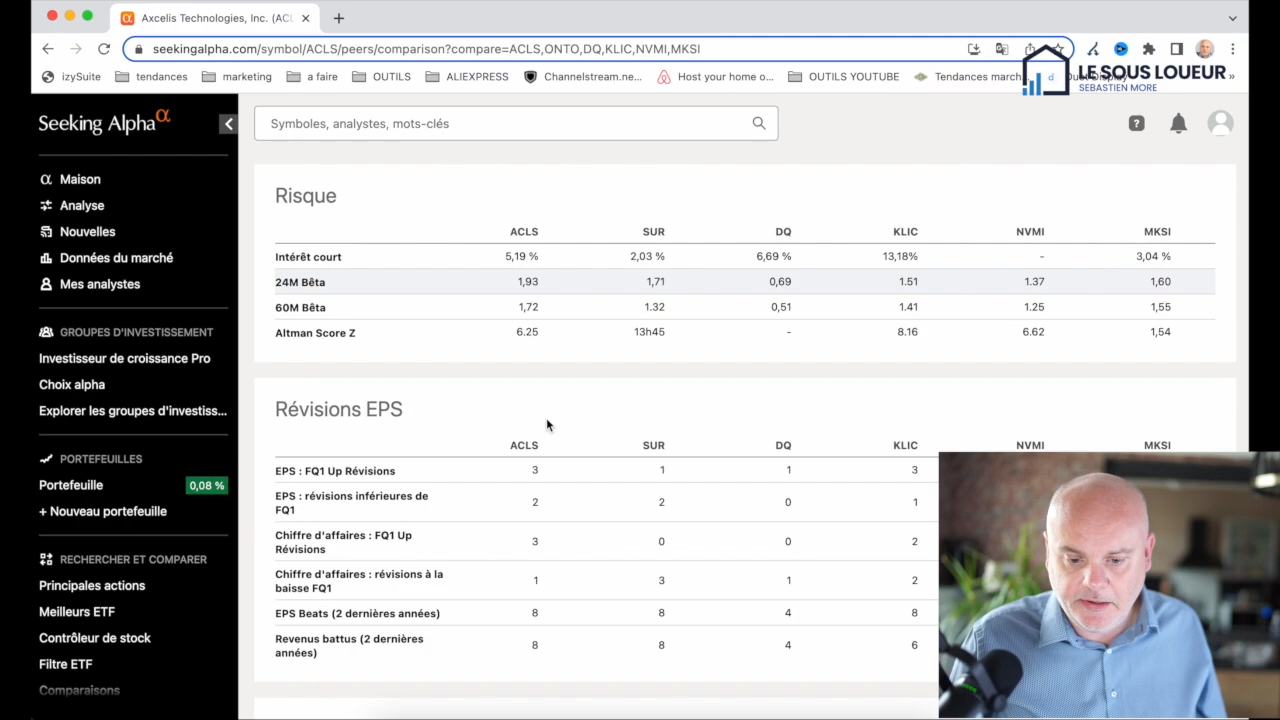 Axcelis Technologies, Inc. (ACL
seekingalpha.com/symbol/ACLS/peers/comparison?compare=ACLS,ONTO,DQ,KLIC,NVMI,MKSI
izySuite tendances marketing a faire OUTILS ALIEXPRESS Channelstream.ne... Host your home o... OUTILS YOUTUBE Tendances march...
LE SOUS LOUEUR
SEBASTIEN MORE
Seeking Alpha α
Symboles, analystes, mots-clés
Maison
Analyse
Nouvelles
Données du marché
Mes analystes
GROUPES D'INVESTISSEMENT
Investisseur de croissance Pro
Choix alpha
Explorer les groupes d'investiss...
PORTEFEUILLES
Portefeuille 0,08 %
+ Nouveau portefeuille
RECHERCHER ET COMPARER
Principales actions
Meilleurs ETF
Contrôleur de stock
Filtre ETF
Comparaisons
Risque
ACLS SUR DQ KLIC NVMI MKSI
Intérêt court 5,19 % 2,03 % 6,69 % 13,18% - 3,04 %
24M Bêta 1,93 1,71 0,69 1.51 1.37 1,60
60M Bêta 1,72 1.32 0,51 1.41 1.25 1,55
Altman Score Z 6.25 13h45 - 8.16 6.62 1,54
Révisions EPS
ACLS SUR DQ KLIC NVMI MKSI
EPS : FQ1 Up Révisions 3 1 1 3
EPS : révisions inférieures de
FQ1 2 2 0 1
Chiffre d'affaires : FQ1 Up
Révisions 3 0 0 2
Chiffre d'affaires : révisions à la
baisse FQ1 1 3 1 2
EPS Beats (2 dernières années) 8 8 4 8
Revenus battus (2 dernières
années) 8 8 4 6